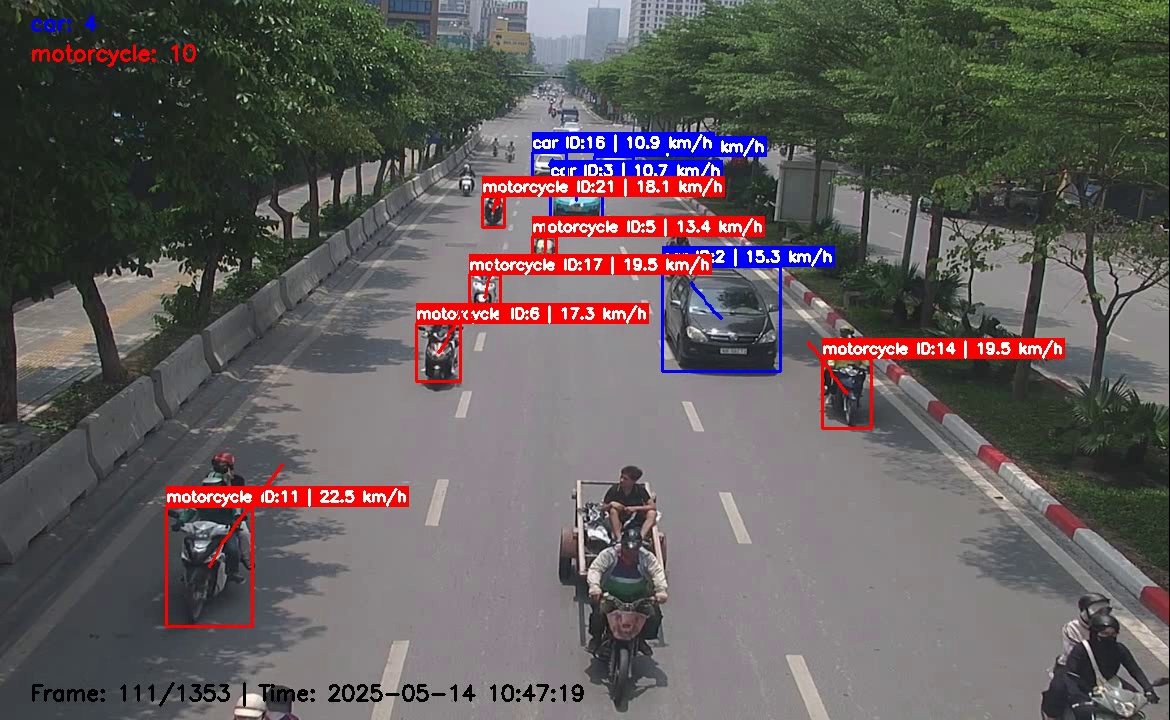 car: 4
motorcycle: 10
car ID:16 | 10.9 km/h
km/h
car ID:3 | 10.7 km/h
motorcycle ID:21 | 18.1 km/h
motorcycle ID:5 | 13.4 km/h
ID:2 | 15.3 km/h
motorcycle ID:17 | 19.5 km/h
motorcycle ID:6 | 17.3 km/h
motorcycle ID:14 | 19.5 km/h
motorcycle ID:11 | 22.5 km/h
Frame: 111/1353 | Time: 2025-05-14 10:47:19